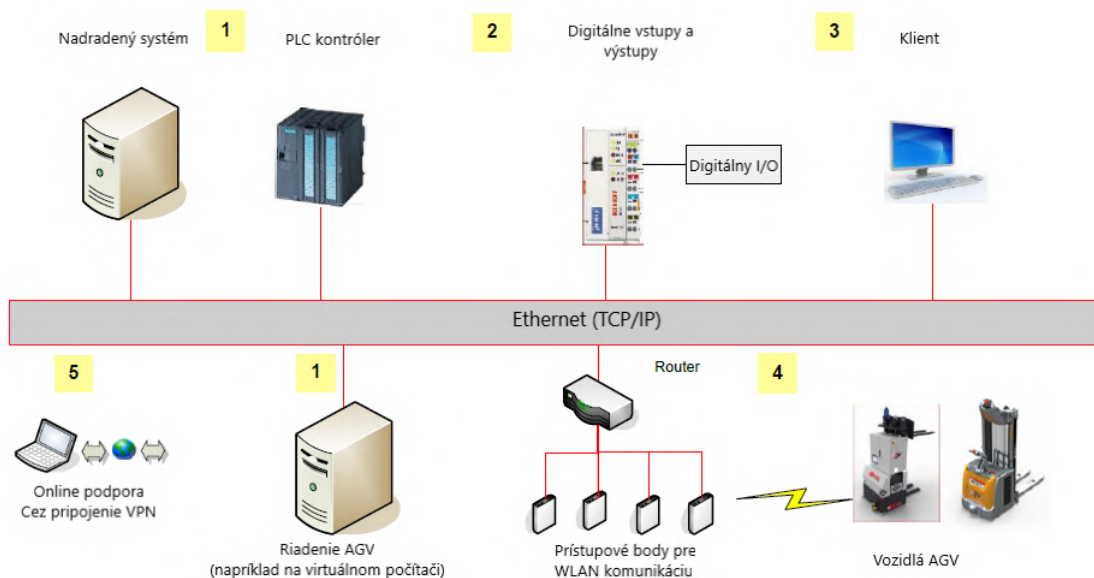 Nadradený systém
1
PLC kontróler
2
Digitálne vstupy a
výstupy
3
Klient
Digitálny I/O
Ethernet (TCP/IP)
5
1
Router
4
Online podpora
Cez pripojenie VPN
Riadenie AGV
(napríklad na virtuálnom počítači)
Prístupové body pre
WLAN komunikáciu
Vozidlá AGV